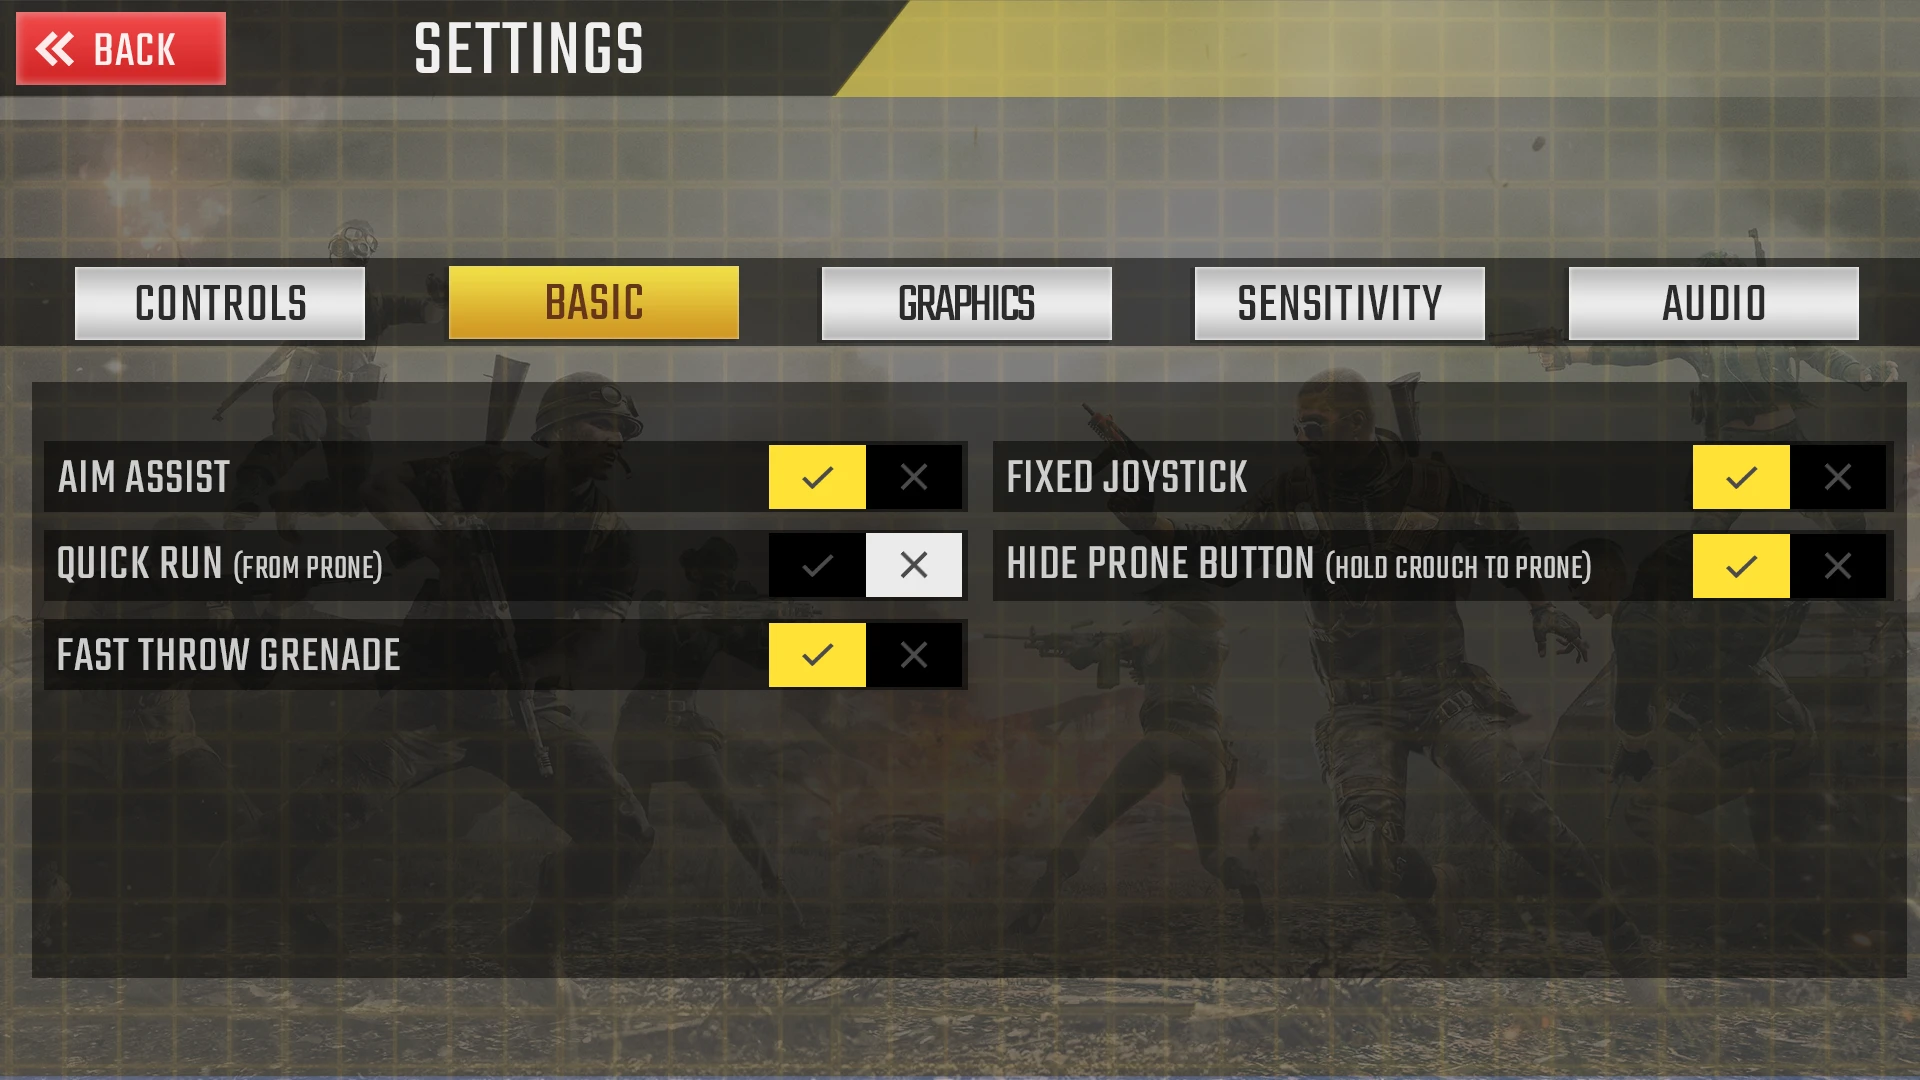 BACK
SETTINGS
CONTROLS
BASIC
GRAPHICS
SENSITIVITY
AUDIO
AIM ASSIST
FIXED JOYSTICK
QUICK RUN (FROM PRONE)
HIDE PRONE BUTTON (HOLD CROUCH TO PRONE)
FAST THROW GRENADE